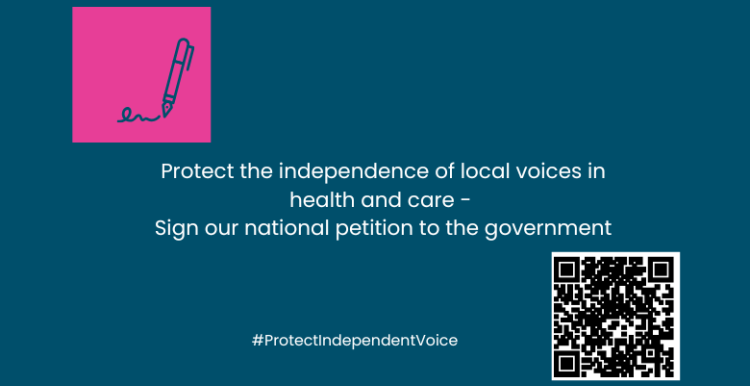 Protect the independence of local voices in
health and care -
Sign our national petition to the government
#ProtectIndependentVoice